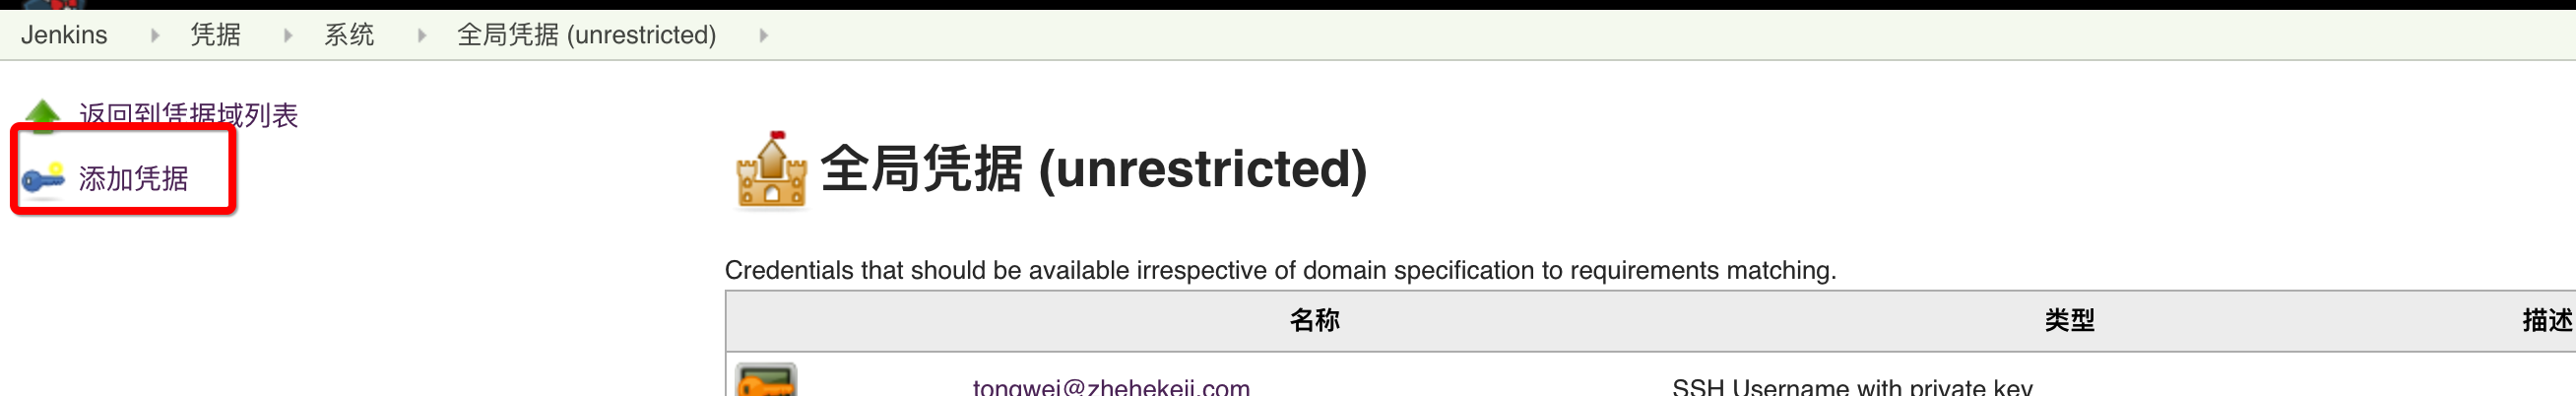 Jenkins 凭据 系统 全局凭据 (unrestricted)
返回到凭据域列表
添加凭据
全局凭据 (unrestricted)
Credentials that should be available irrespective of domain specification to requirements matching.
名称 类型 描述
tongwei@zhehekeji.com SSH Username with private key